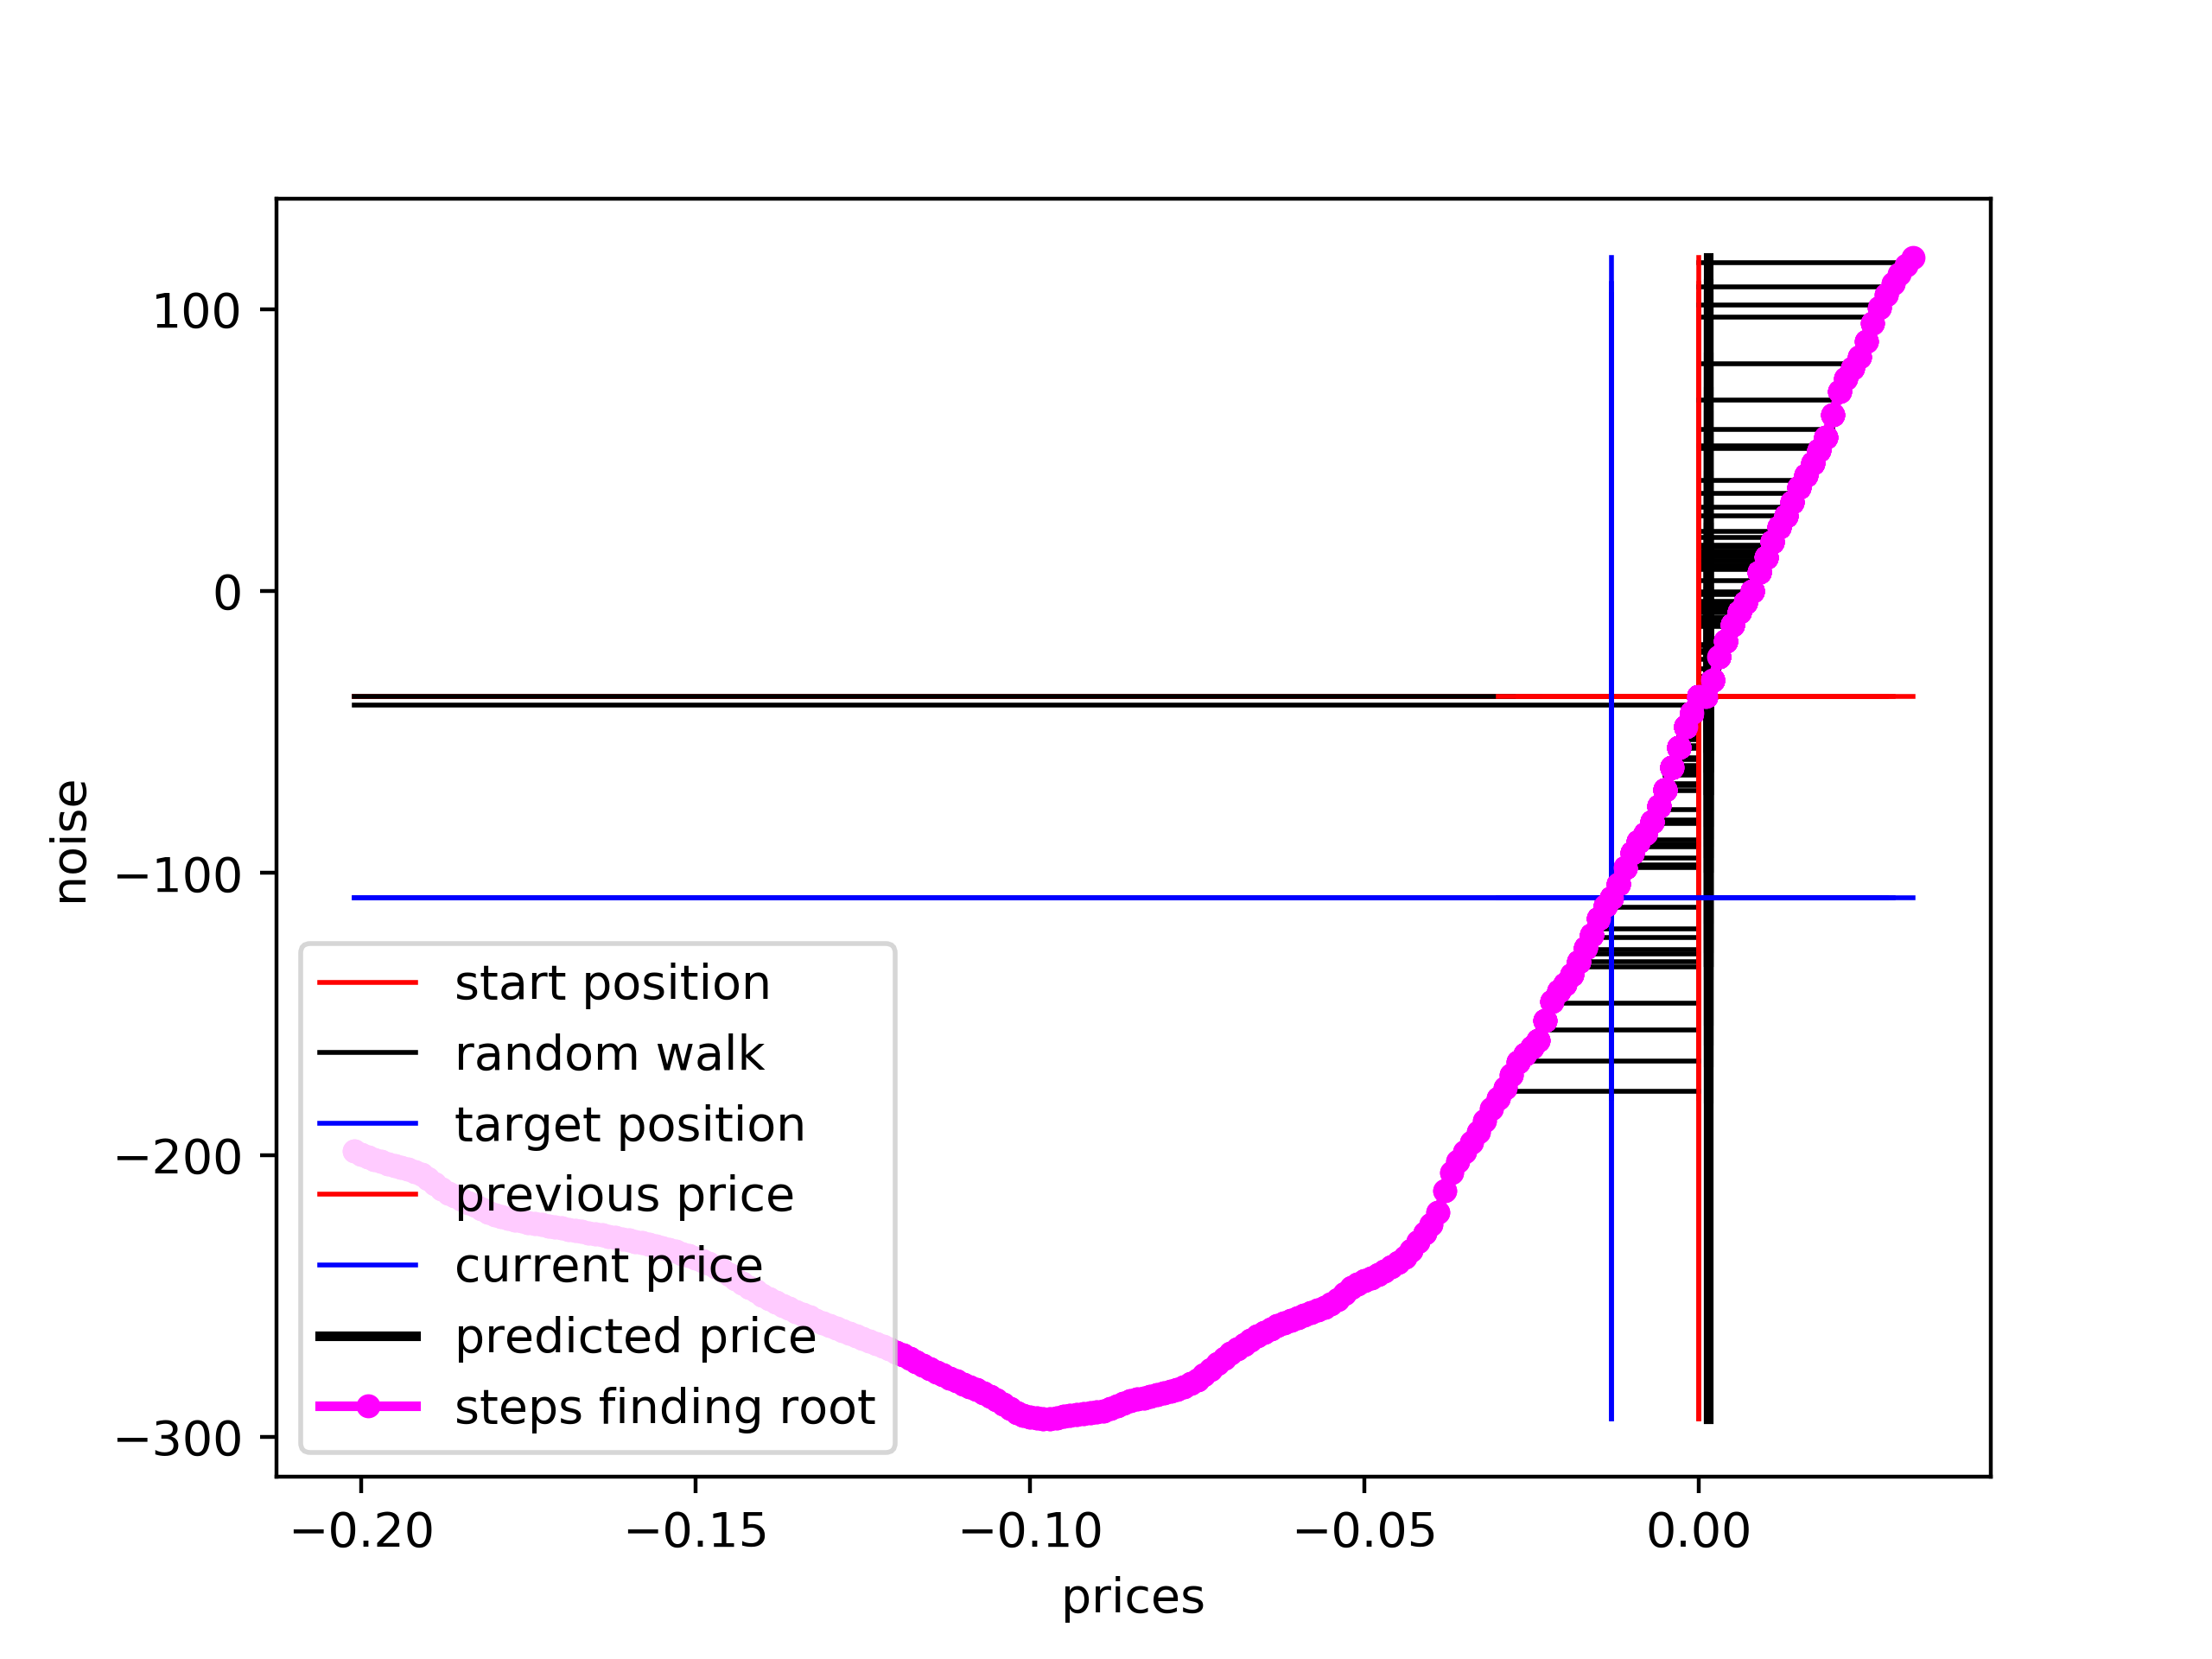 100
0
−100
−200
−300
noise
start position
random walk
target position
previous price
current price
predicted price
steps finding root
−0.20
−0.15
−0.10
−0.05
0.00
prices